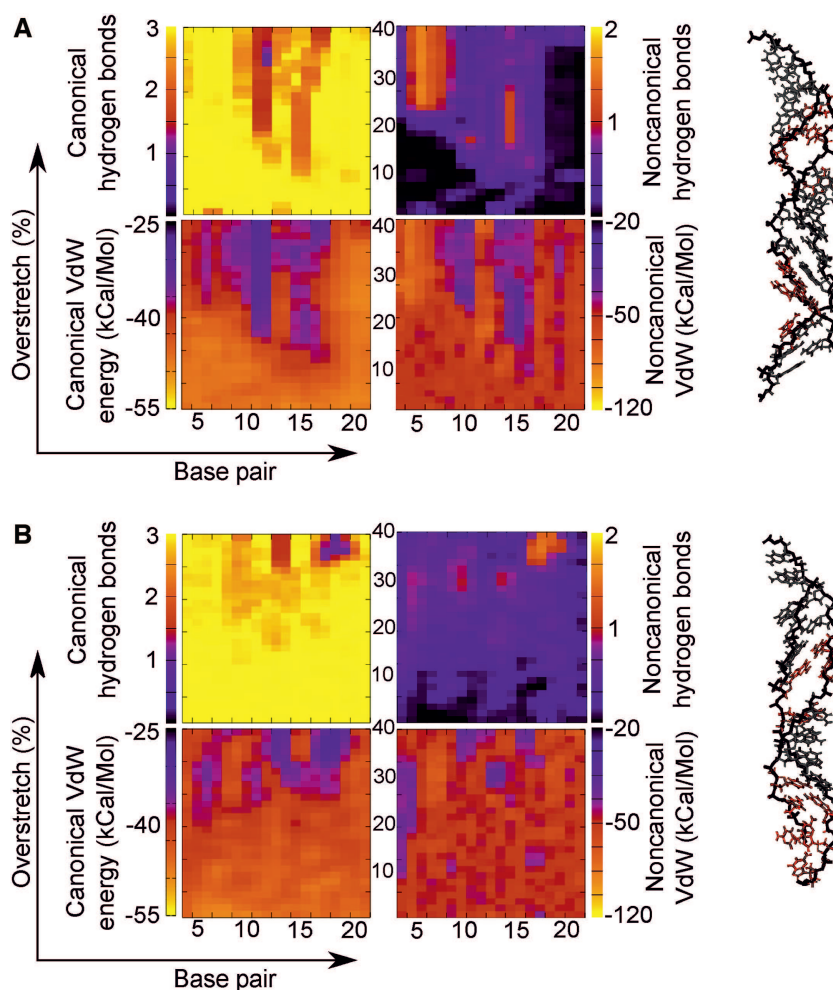 A
Canonical
hydrogen bonds
3
2
1
40
30
20
10
2
1
0
Noncanonical
hydrogen bonds
Overstretch (%)
Canonical VdW
energy (kCal/Mol)
-25
-40
-55
40
30
20
10
-20
-50
-120
Noncanonical
VdW (kCal/Mol)
5 10 15 20
5 10 15 20
Base pair
B
Canonical
hydrogen bonds
3
2
1
40
30
20
10
2
1
0
Noncanonical
hydrogen bonds
Overstretch (%)
Canonical VdW
energy (kCal/Mol)
-25
-40
-55
40
30
20
10
-20
-50
-120
Noncanonical
VdW (kCal/Mol)
5 10 15 20
5 10 15 20
Base pair